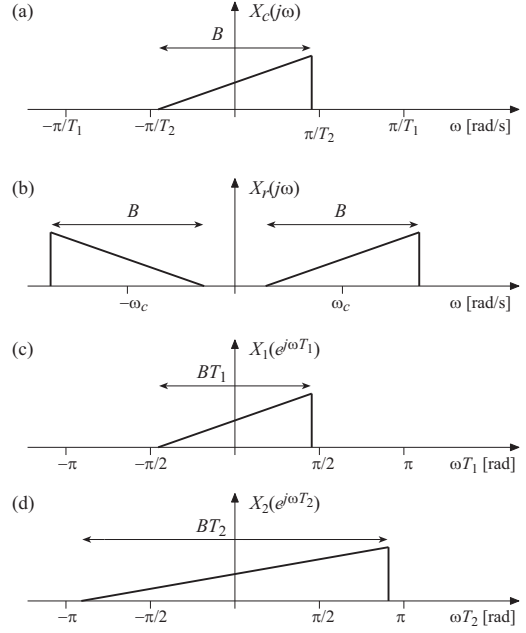 (a) X_c(jω)
B
−π/T_1 −π/T_2 π/T_2 π/T_1 ω [rad/s]
(b) X_r(jω)
B B
−ω_c ω_c ω [rad/s]
(c) X_1(e^{jωT_1})
BT_1
−π −π/2 π/2 π ωT_1 [rad]
(d) X_2(e^{jωT_2})
BT_2
−π −π/2 π/2 π ωT_2 [rad]